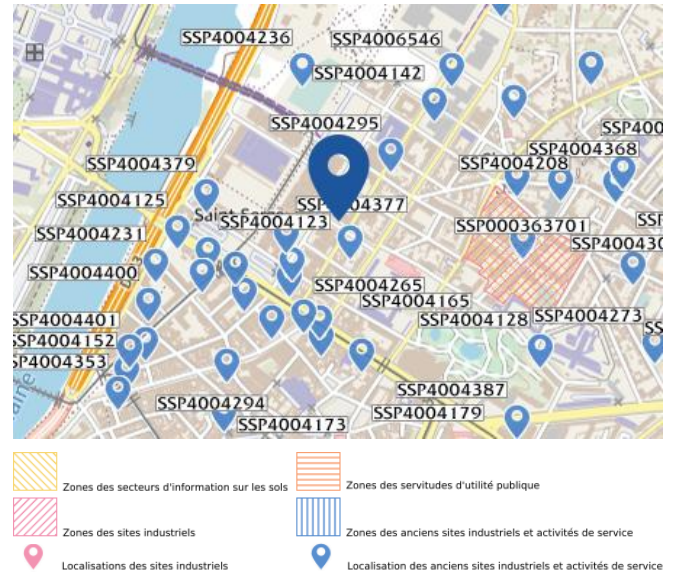 SSP4004236
SSP4006546
SSP4004142
SSP4004295
SSP400
SSP4004368
SSP4004379
SSP4004208
SSP4004125
SSP4004377
Saint
SSP4004123
SSP000363701
SSP4004231
SSP400430
SSP4004400
SSP4004265
SSP4004165
SSP4004401
SSP4004128
SSP4004273
SS
SSP4004152
SP4004353
SSP4004387
SSP4004294
SSP4004179
SSP4004173
Zones des secteurs d'information sur les sols
Zones des servitudes d'utilité publique
Zones des sites industriels
Zones des anciens sites industriels et activités de service
Localisations des sites industriels
Localisation des anciens sites industriels et activités de service